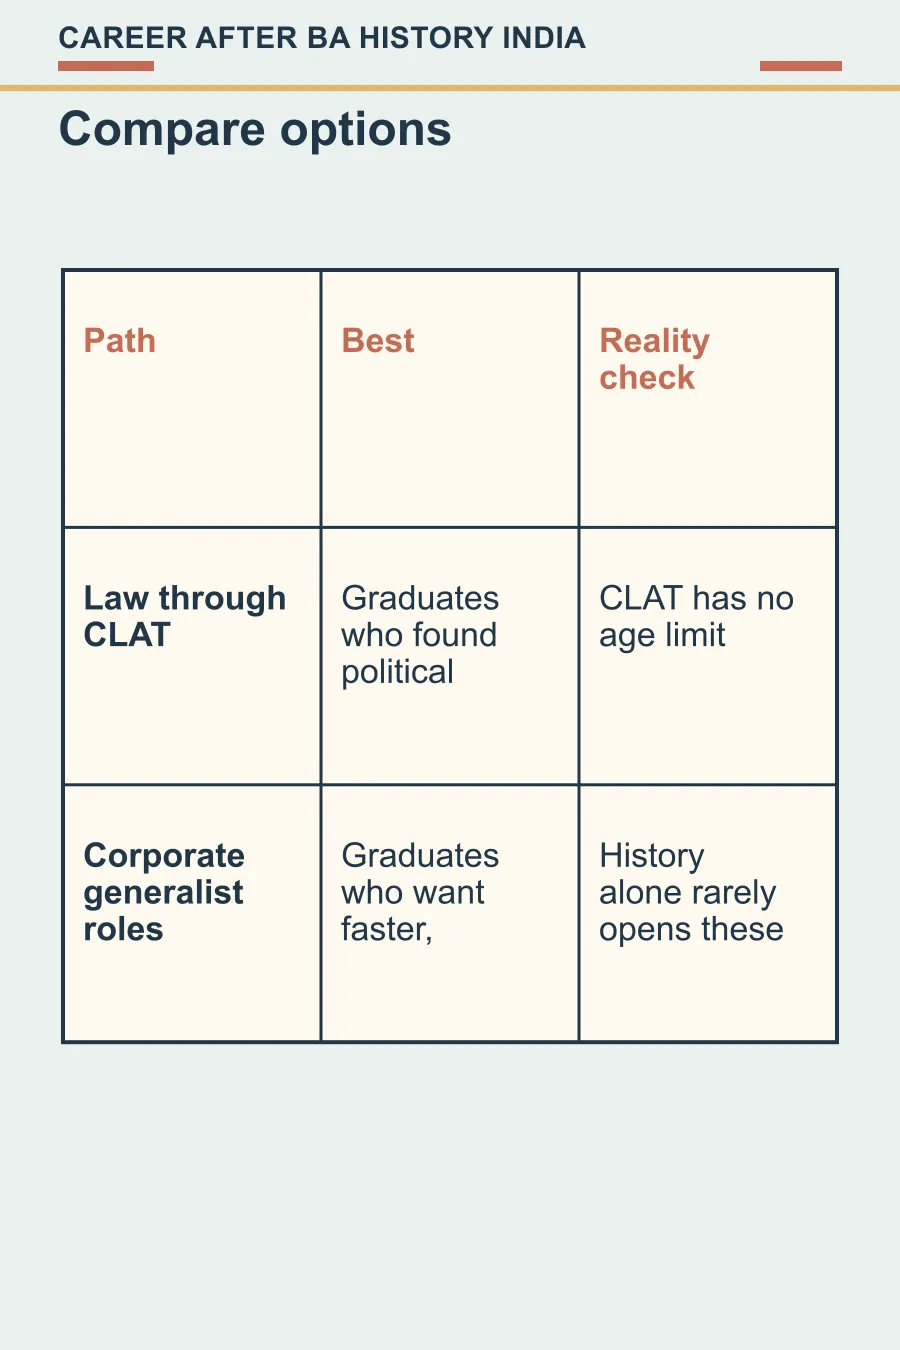 CAREER AFTER BA HISTORY INDIA
Compare options
Path
Best
Reality
check
Law through
CLAT
Graduates
who found
political
CLAT has no
age limit
Corporate
generalist
roles
Graduates
who want
faster,
History
alone rarely
opens these